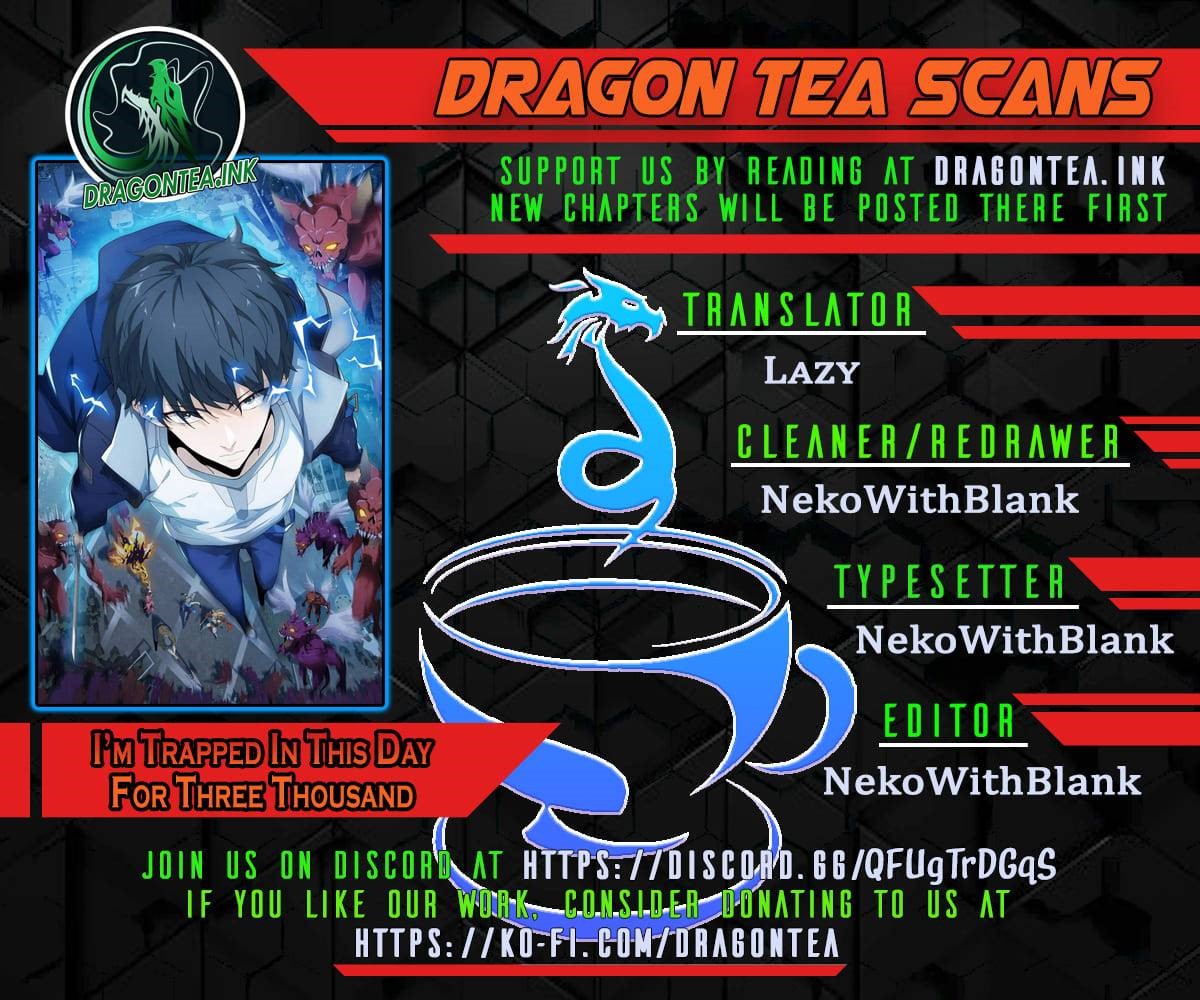 DRAGON TEA SCANS
DRAGONTEA.INK
SUPPORT US BY READING AT DRAGONTEA.INK
NEW CHAPTERS WILL BE POSTED THERE FIRST
TRANSLATOR
LAZY
CLEANER/REDRAWER
NEKOWITHBLANK
TYPESETTER
NEKOWITHBLANK
EDITOR
NEKOWITHBLANK
I'M TRAPPED IN THIS DAY
FOR THREE THOUSAND
JOIN US ON DISCORD AT HTTPS://DISCORD.GG/QFUgTrDGqS
IF YOU LIKE OUR WORK, CONSIDER DONATING TO US AT
HTTPS://KO-FI.COM/DRAGONTEA